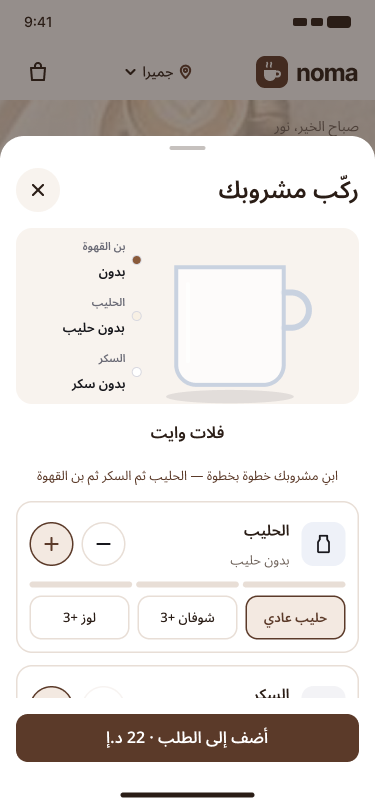 9:41
noma
جميرا
صباح الخير، نور
ركّب مشروبك
بن القهوة
بدون
الحليب
بدون حليب
السكر
بدون سكر
فلات وايت
ابنِ مشروبك خطوة بخطوة — الحليب ثم السكر ثم بن القهوة
الحليب
بدون حليب
حليب عادي
شوفان +3
لوز +3
السكر
أضف إلى الطلب · 22 د.إ